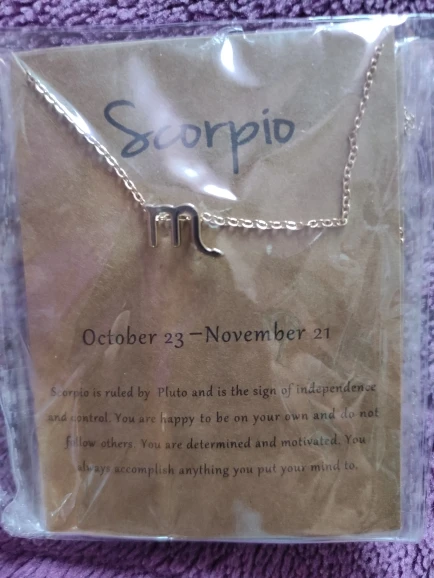 Scorpio
October 23 – November 21
Scorpio is ruled by Pluto and is the sign of independence
and control. You are happy to be on your own and do not
follow others. You are determined and motivated. You
always accomplish anything you put your mind to.